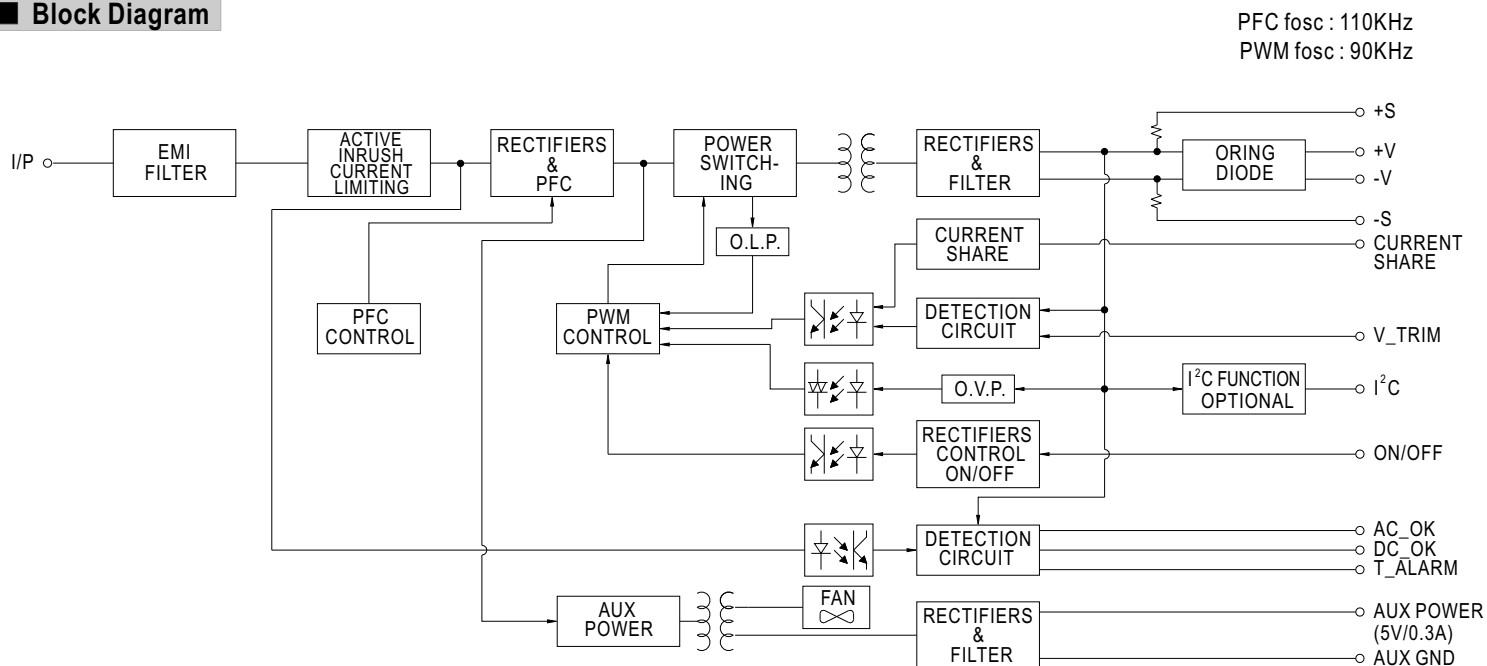 ■ Block Diagram
PFC fosc : 110KHz
PWM fosc : 90KHz
I/P
EMI
FILTER
ACTIVE
INRUSH
CURRENT
LIMITING
RECTIFIERS
&
PFC
POWER
SWITCH-
ING
RECTIFIERS
&
FILTER
ORING
DIODE
+S
+V
-V
-S
O.L.P.
CURRENT
SHARE
CURRENT
SHARE
PFC
CONTROL
PWM
CONTROL
DETECTION
CIRCUIT
V_TRIM
O.V.P.
I²C FUNCTION
OPTIONAL
I²C
RECTIFIERS
CONTROL
ON/OFF
ON/OFF
DETECTION
CIRCUIT
AC_OK
DC_OK
T_ALARM
AUX
POWER
FAN
RECTIFIERS
&
FILTER
AUX POWER
(5V/0.3A)
AUX GND